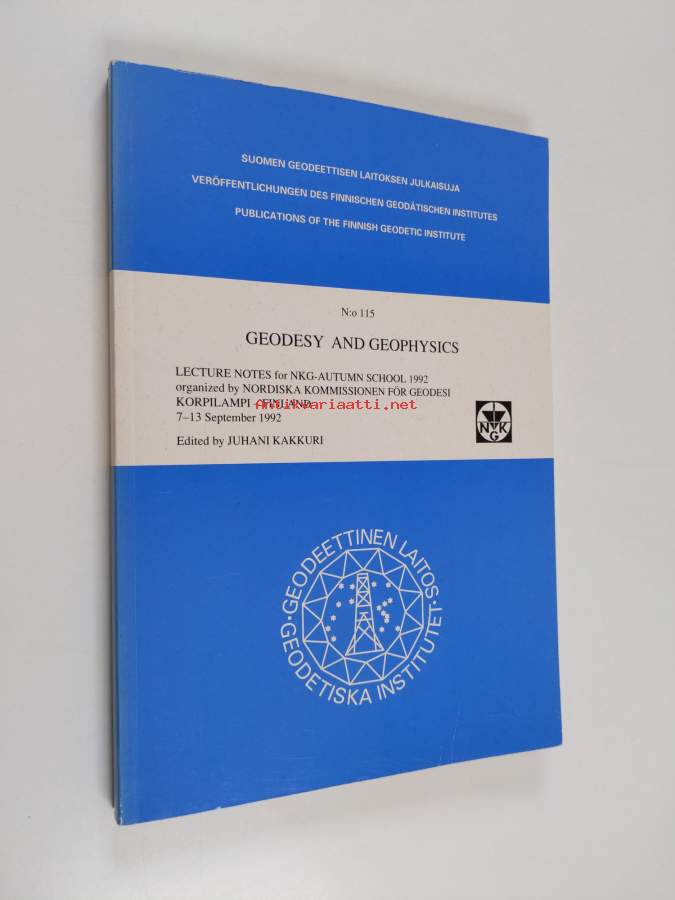 SUOMEN GEODEETTISEN LAITOKSEN JULKAISUJA
VERÖFFENTLICHUNGEN DES FINNISCHEN GEODÄTISCHEN INSTITUTES
PUBLICATIONS OF THE FINNISH GEODETIC INSTITUTE
N:o 115
GEODESY AND GEOPHYSICS
LECTURE NOTES for NKG-AUTUMN SCHOOL 1992
organized by NORDISKA KOMMISSIONEN FÖR GEODESI
KORPILAMPI - FINLAND
antikvariaatti.net
7–13 September 1992
Edited by JUHANI KAKKURI
NKG
GEODEETTINEN LAITOS
GEODETISKA INSTITUTET